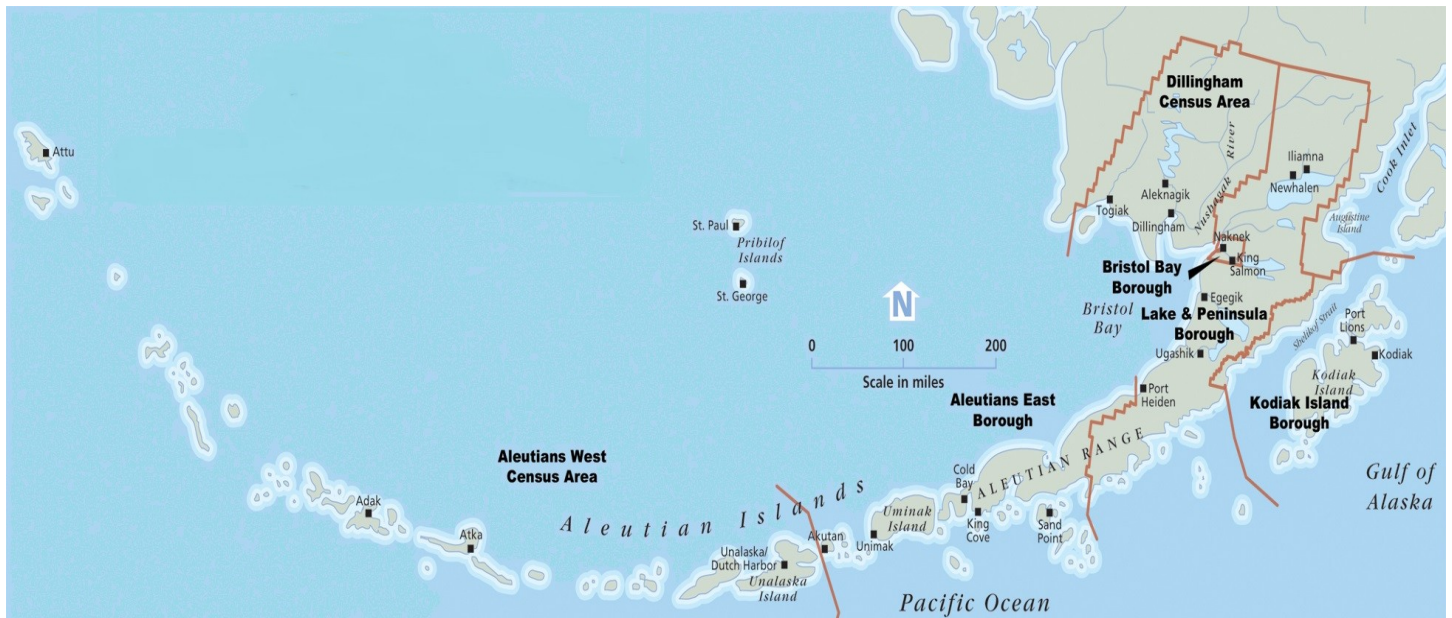 Dillingham
Census Area
Cook Inlet
Nushagak River
Iliamna
Newhalen
Attu
Aleknagik
Togiak
Dillingham
Augustine
Island
St. Paul
Pribilof
Islands
St. George
Naknek
King
Salmon
Bristol Bay
Borough
N
Egegik
Bristol
Bay
Lake & Peninsula
Borough
Shelikof Strait
Port
Lions
0 100 200
Scale in miles
Ugashik
Kodiak
Kodiak
Island
Port
Heiden
Kodiak Island
Borough
Aleutians East
Borough
ALEUTIAN RANGE
Aleutians West
Census Area
Gulf of
Alaska
Cold
Bay
Adak
Aleutian Islands
Uminak
Island
King
Cove
Sand
Point
Atka
Akutan
Unimak
Unalaska/
Dutch Harbor
Unalaska
Island
Pacific Ocean